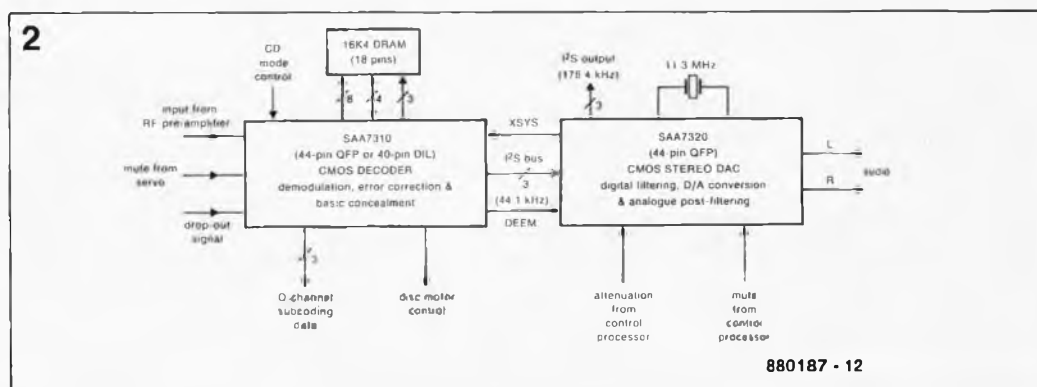 2
CD
mode
control
16K4 DRAM
(18 pins)
8
4
3
I²S output
(176.4 kHz)
3
11.3 MHz
input from
RF preamplifier
mute from
servo
drop-out
signal
SAA7310
(44-pin QFP or 40-pin DIL)
CMOS DECODER
demodulation, error correction &
basic concealment
XSYS
I²S bus
3
(44.1 kHz)
DEEM
SAA7320
(44-pin QFP)
CMOS STEREO DAC
digital filtering, D/A conversion
& analogue post-filtering
L
R
audio
3
Q-channel
subcoding
data
disc motor
control
attenuation
from
control
processor
mute
from
control
processor
880187 - 12